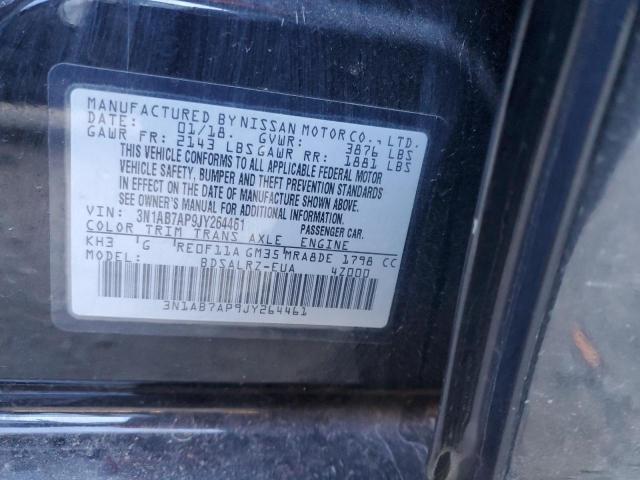 MANUFACTURED BY NISSAN MOTOR CO., LTD.
01/18. GVWR: 3876 LBS
GAWR FR: 2143 LBS GAWR RR: 1881 LBS
THIS VEHICLE CONFORMS TO ALL APPLICABLE FEDERAL MOTOR
VEHICLE SAFETY, BUMPER AND THEFT PREVENTION STANDARDS
IN EFFECT ON THE DATE OF MANUFACTURE SHOWN ABOVE.
SEE OWNER'S MANUAL FOR ADDITIONAL INFORMATION.
VIN: 3N1AB7AP9JY264461 PASSENGER CAR.
COLOR TRIM TRANS AXLE ENGINE
KH3 G RE0F11A GM35 MRA8DE 1798 CC
MODEL: BDSALRZ-EUA 4Z000
3N1AB7AP9JY264461